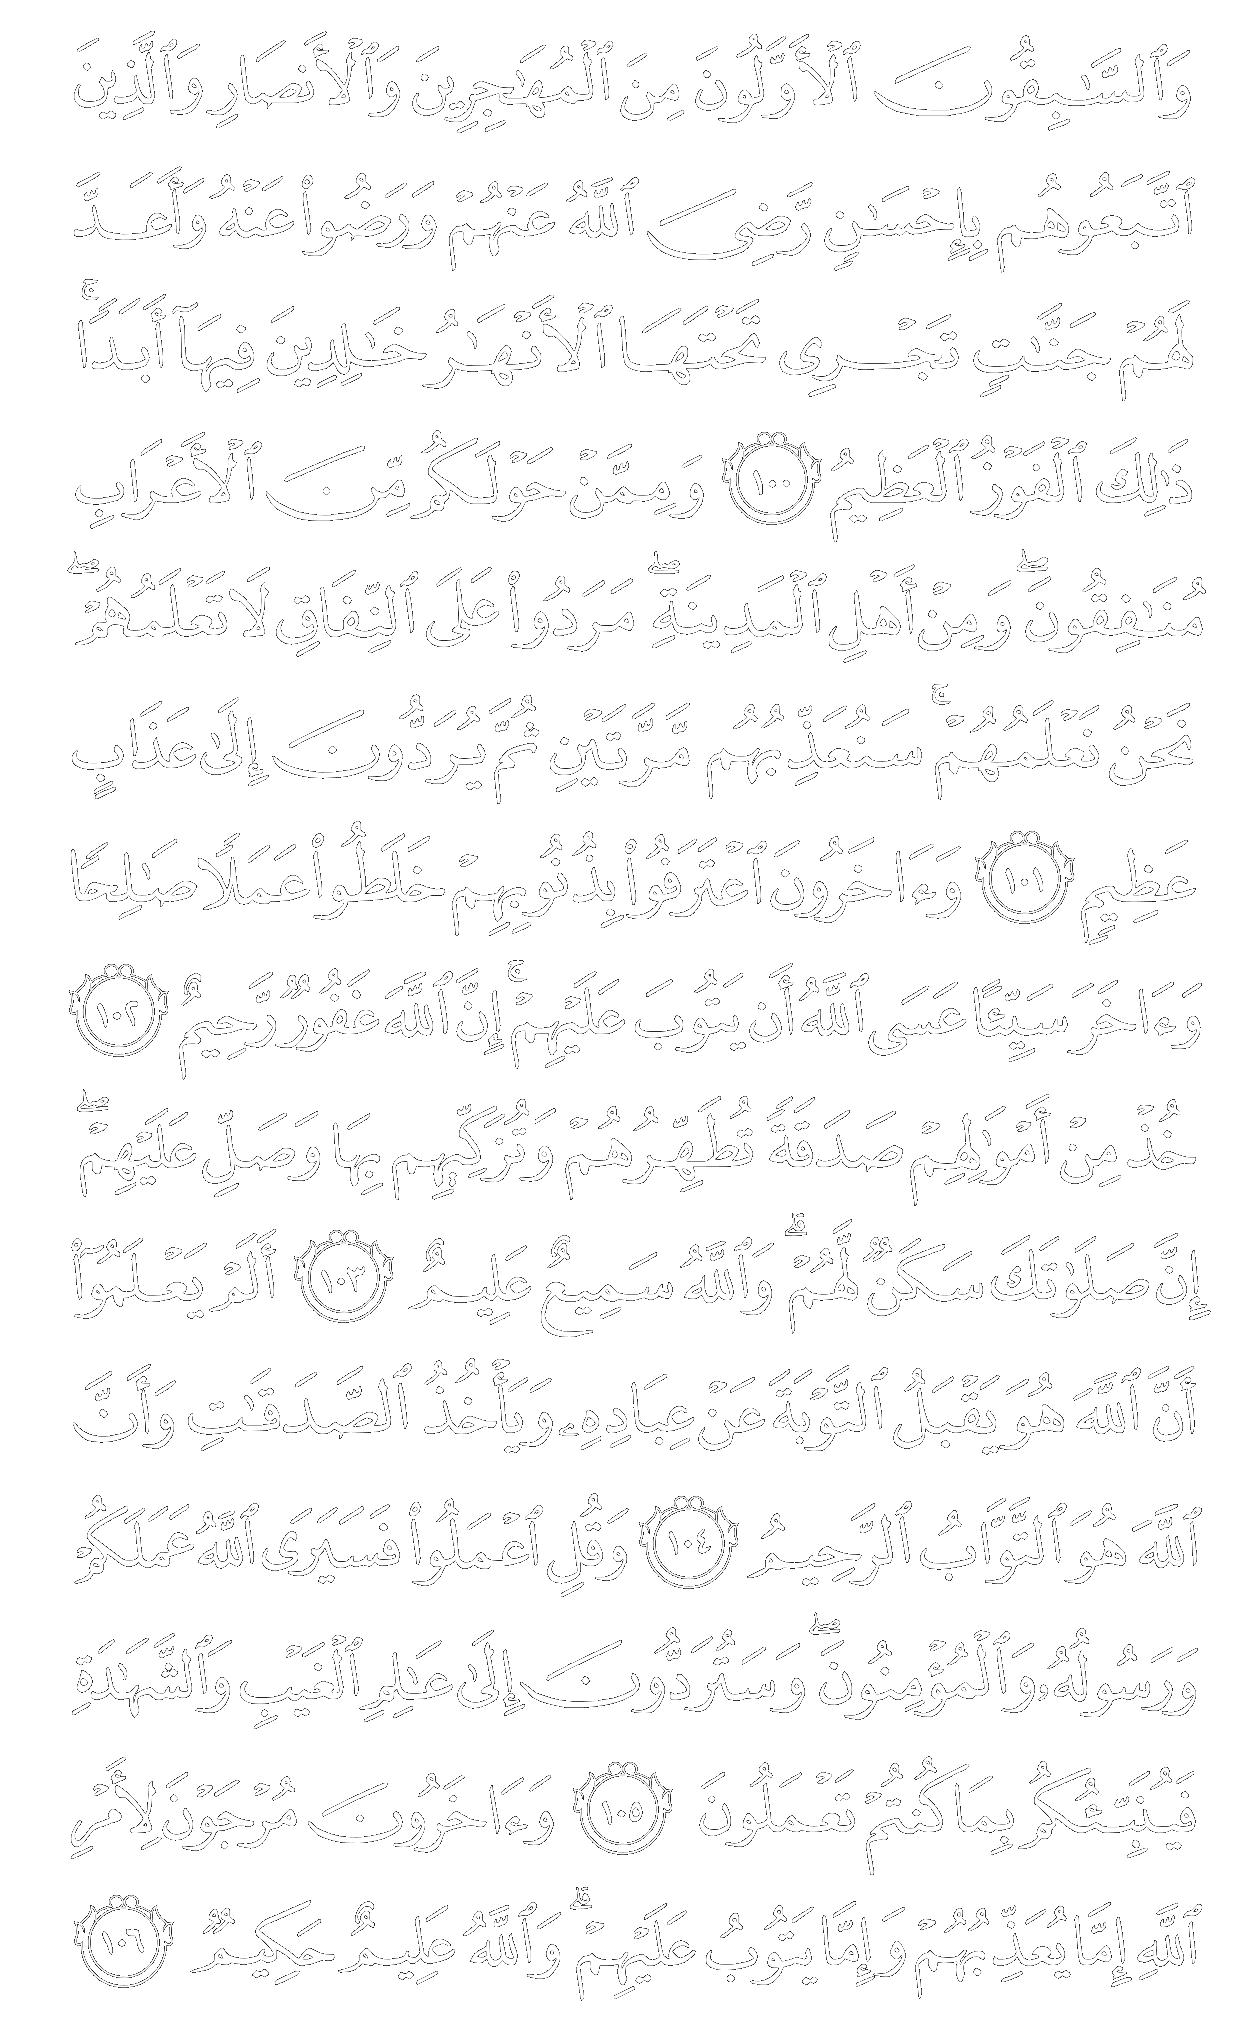 وَٱلسَّٰبِقُونَ ٱلْأَوَّلُونَ مِنَ ٱلْمُهَٰجِرِينَ وَٱلْأَنصَارِ وَٱلَّذِينَ
ٱتَّبَعُوهُم بِإِحْسَٰنٍ رَّضِىَ ٱللَّهُ عَنْهُمْ وَرَضُوا۟ عَنْهُ وَأَعَدَّ
لَهُمْ جَنَّٰتٍ تَجْرِى تَحْتَهَا ٱلْأَنْهَٰرُ خَٰلِدِينَ فِيهَآ أَبَدًا ۚ
ذَٰلِكَ ٱلْفَوْزُ ٱلْعَظِيمُ ١٠٠ وَمِمَّنْ حَوْلَكُم مِّنَ ٱلْأَعْرَابِ
مُنَٰفِقُونَ ۖ وَمِنْ أَهْلِ ٱلْمَدِينَةِ ۖ مَرَدُوا۟ عَلَى ٱلنِّفَاقِ لَا تَعْلَمُهُمْ ۖ
نَحْنُ نَعْلَمُهُمْ ۚ سَنُعَذِّبُهُم مَّرَّتَيْنِ ثُمَّ يُرَدُّونَ إِلَىٰ عَذَابٍ
عَظِيمٍ ١٠١ وَءَاخَرُونَ ٱعْتَرَفُوا۟ بِذُنُوبِهِمْ خَلَطُوا۟ عَمَلًا صَٰلِحًا
وَءَاخَرَ سَيِّئًا عَسَى ٱللَّهُ أَن يَتُوبَ عَلَيْهِمْ ۚ إِنَّ ٱللَّهَ غَفُورٌ رَّحِيمٌ ١٠٢
خُذْ مِنْ أَمْوَٰلِهِمْ صَدَقَةً تُطَهِّرُهُمْ وَتُزَكِّيهِم بِهَا وَصَلِّ عَلَيْهِمْ ۖ
إِنَّ صَلَوٰتَكَ سَكَنٌ لَّهُمْ ۗ وَٱللَّهُ سَمِيعٌ عَلِيمٌ ١٠٣ أَلَمْ يَعْلَمُوٓا۟
أَنَّ ٱللَّهَ هُوَ يَقْبَلُ ٱلتَّوْبَةَ عَنْ عِبَادِهِۦ وَيَأْخُذُ ٱلصَّدَقَٰتِ وَأَنَّ
ٱللَّهَ هُوَ ٱلتَّوَّابُ ٱلرَّحِيمُ ١٠٤ وَقُلِ ٱعْمَلُوا۟ فَسَيَرَى ٱللَّهُ عَمَلَكُمْ
وَرَسُولُهُۥ وَٱلْمُؤْمِنُونَ ۖ وَسَتُرَدُّونَ إِلَىٰ عَٰلِمِ ٱلْغَيْبِ وَٱلشَّهَٰدَةِ
فَيُنَبِّئُكُم بِمَا كُنتُمْ تَعْمَلُونَ ١٠٥ وَءَاخَرُونَ مُرْجَوْنَ لِأَمْرِ
ٱللَّهِ إِمَّا يُعَذِّبُهُمْ وَإِمَّا يَتُوبُ عَلَيْهِمْ ۗ وَٱللَّهُ عَلِيمٌ حَكِيمٌ ١٠٦